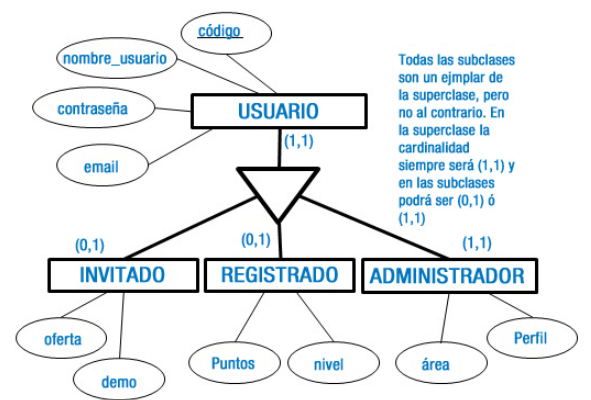 código
nombre_usuario
contraseña
email
USUARIO
(1,1)
Todas las subclases
son un ejmplar de
la superclase, pero
no al contrario. En
la superclase la
cardinalidad
siempre será (1,1) y
en las subclases
podrá ser (0,1) ó
(1,1)
(0,1)
(0,1)
(1,1)
INVITADO
REGISTRADO
ADMINISTRADOR
oferta
demo
Puntos
nivel
área
Perfil